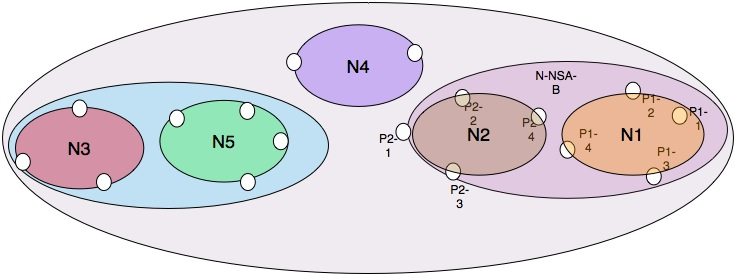 N4
N-NSA-
B
P2-
2
P2-
4
P2-
1
N2
P2-
3
P1-
2
P1-
1
P1-
4
N1
P1-
3
N3
N5